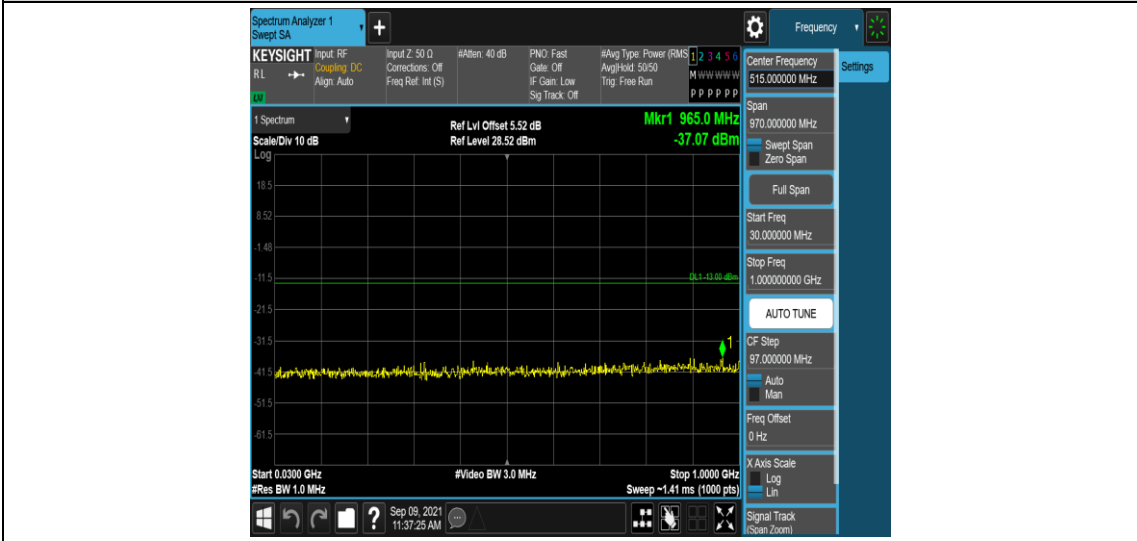 Spectrum Analyzer 1
Swept SA
+
Frequency
KEYSIGHT
RL
LXI
Input: RF
Coupling: DC
Align: Auto
Input Z: 50 Ω
Corrections: Off
Freq Ref: Int (S)
#Atten: 40 dB
PNO: Fast
Gate: Off
IF Gain: Low
Sig Track: Off
#Avg Type: Power (RMS
Avg|Hold: 50/50
Trig: Free Run
1 2 3 4 5 6
M W W W W W
P P P P P P
Center Frequency
515.000000 MHz
Settings
1 Spectrum
Scale/Div 10 dB
Ref Lvl Offset 5.52 dB
Ref Level 28.52 dBm
Mkr1 965.0 MHz
-37.07 dBm
Log
18.5
8.52
-1.48
-11.5
-21.5
-31.5
-41.5
-51.5
-61.5
DL1 -13.00 dBm
1
Start 0.0300 GHz
#Res BW 1.0 MHz
#Video BW 3.0 MHz
Stop 1.0000 GHz
Sweep ~1.41 ms (1000 pts)
Span
970.000000 MHz
Swept Span
Zero Span
Full Span
Start Freq
30.000000 MHz
Stop Freq
1.000000000 GHz
AUTO TUNE
CF Step
97.000000 MHz
Auto
Man
Freq Offset
0 Hz
X Axis Scale
Log
Lin
Signal Track
(Span Zoom)
?
Sep 09, 2021
11:37:25 AM